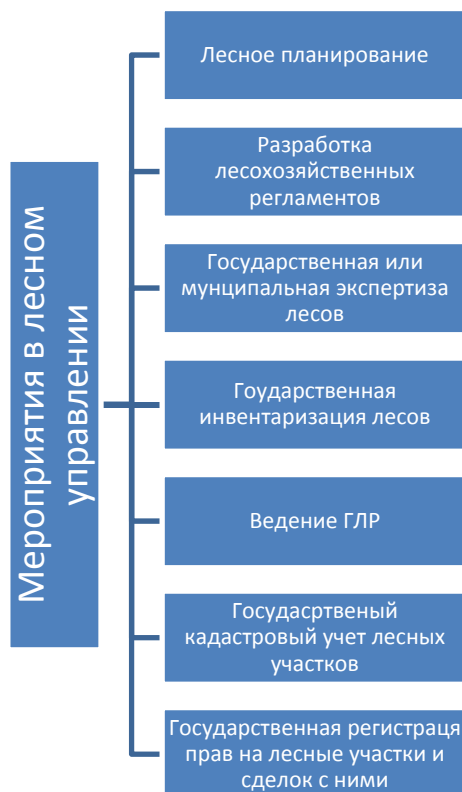 Мероприятия в лесном
управлении
Лесное планирование
Разработка
лесохозяйственных
регламентов
Государственная или
мунципальная экспертиза
лесов
Гоударственная
инвентаризация лесов
Ведение ГЛР
Госудасртвеный
кадастровый учет лесных
участков
Государственная регистраця
прав на лесные участки и
сделок с ними